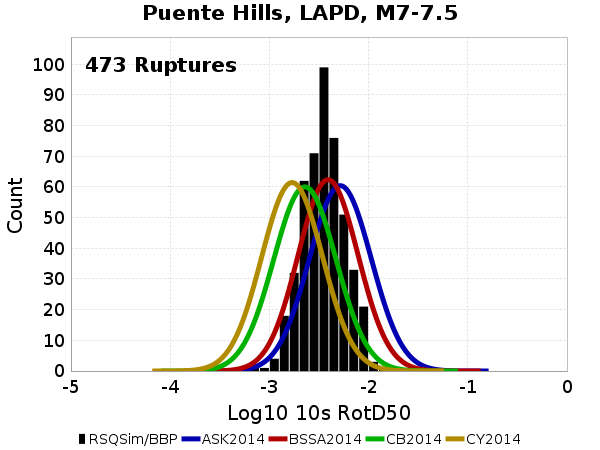 Puente Hills, LAPD, M7-7.5
473 Ruptures
100
90
80
70
60
50
40
30
20
10
0
Count
-5 -4 -3 -2 -1 0
Log10 10s RotD50
RSQSim/BBP ASK2014 BSSA2014 CB2014 CY2014